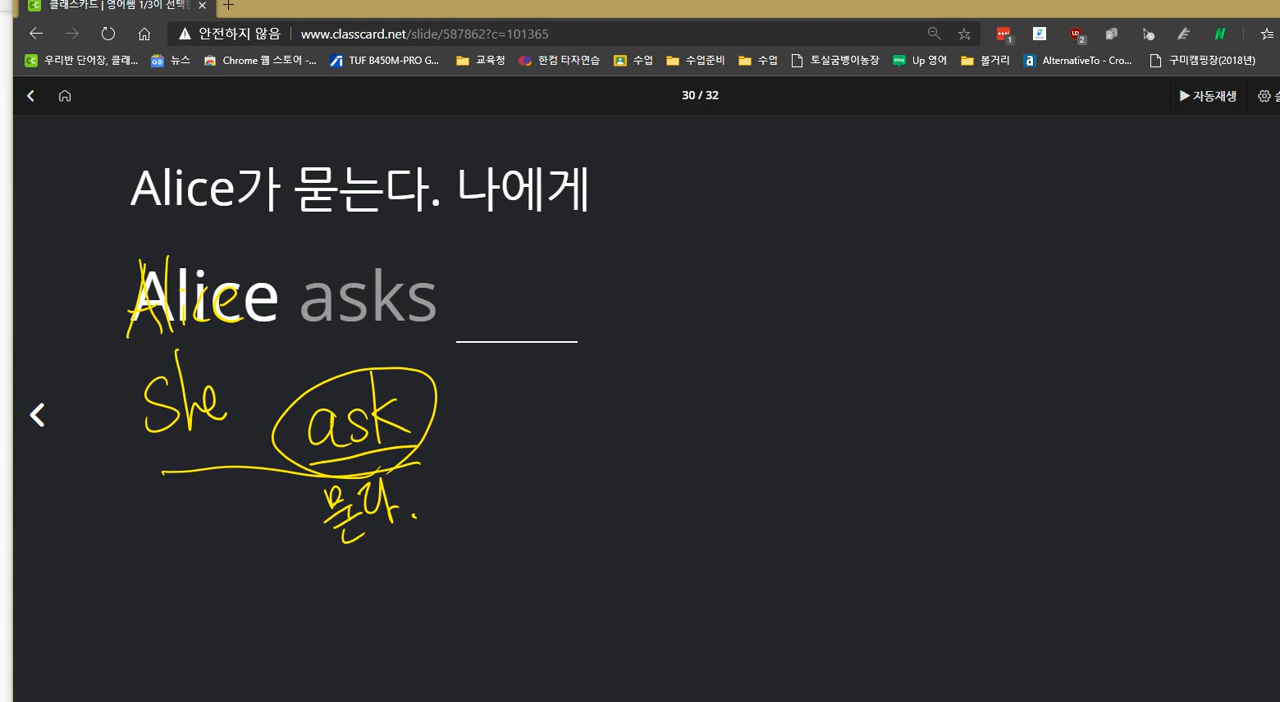 클래스카드 | 영어쌤 1/3이 선택한
안전하지 않음 | www.classcard.net/slide/587862?c=101365
우리반 단어장, 클래... 뉴스 Chrome 웹 스토어 -... TUF B450M-PRO G... 교육청 한컴 타자연습 수업 수업준비 수업 토실굼벵이농장 Up 영어 볼거리 AlternativeTo - Cro... 구미캠핑장(2018년)
30 / 32 ▶ 자동재생
Alice가 묻는다. 나에게
Alice asks
Alice
She ask
묻다.